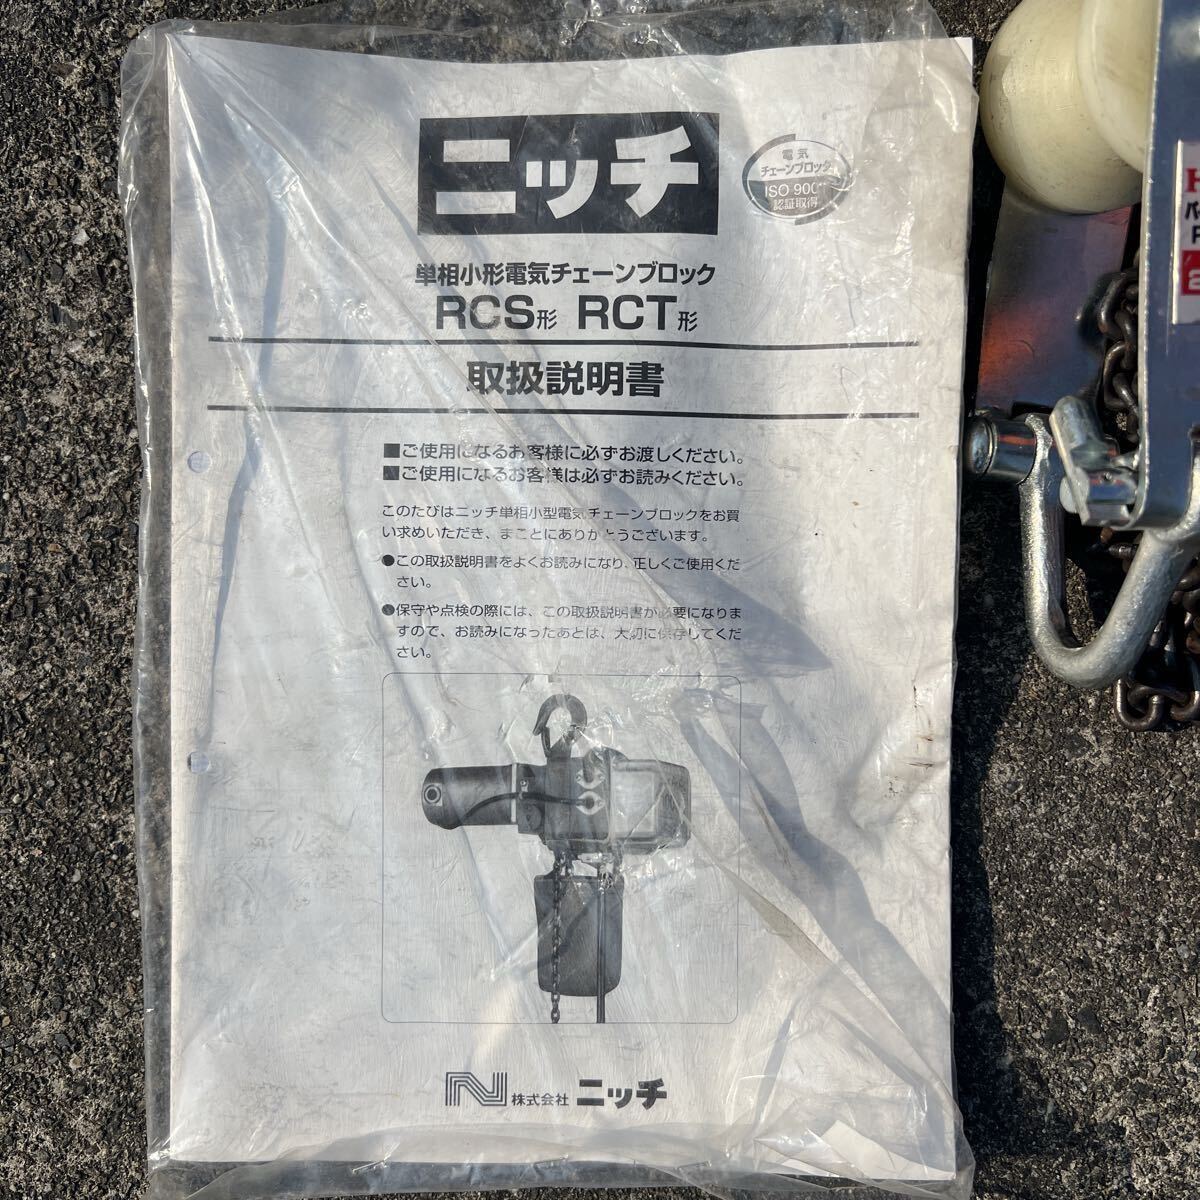 ニッチ
電気
チェーンブロック
ISO 900
認証取得
単相小形電気チェーンブロック
RCS形 RCT形
取扱説明書
■ご使用になるお客様に必ずお渡しください。
■ご使用になるお客様は必ずお読みください。
このたびはニッチ単相小型電気チェーンブロックをお買
い求めいただき、まことにありがとうございます。
●この取扱説明書をよくお読みになり、正しくご使用くだ
さい。
●保守や点検の際には、この取扱説明書が必要になりま
すので、お読みになったあとは、大切に保存してくだ
さい。
株式会社 ニッチ